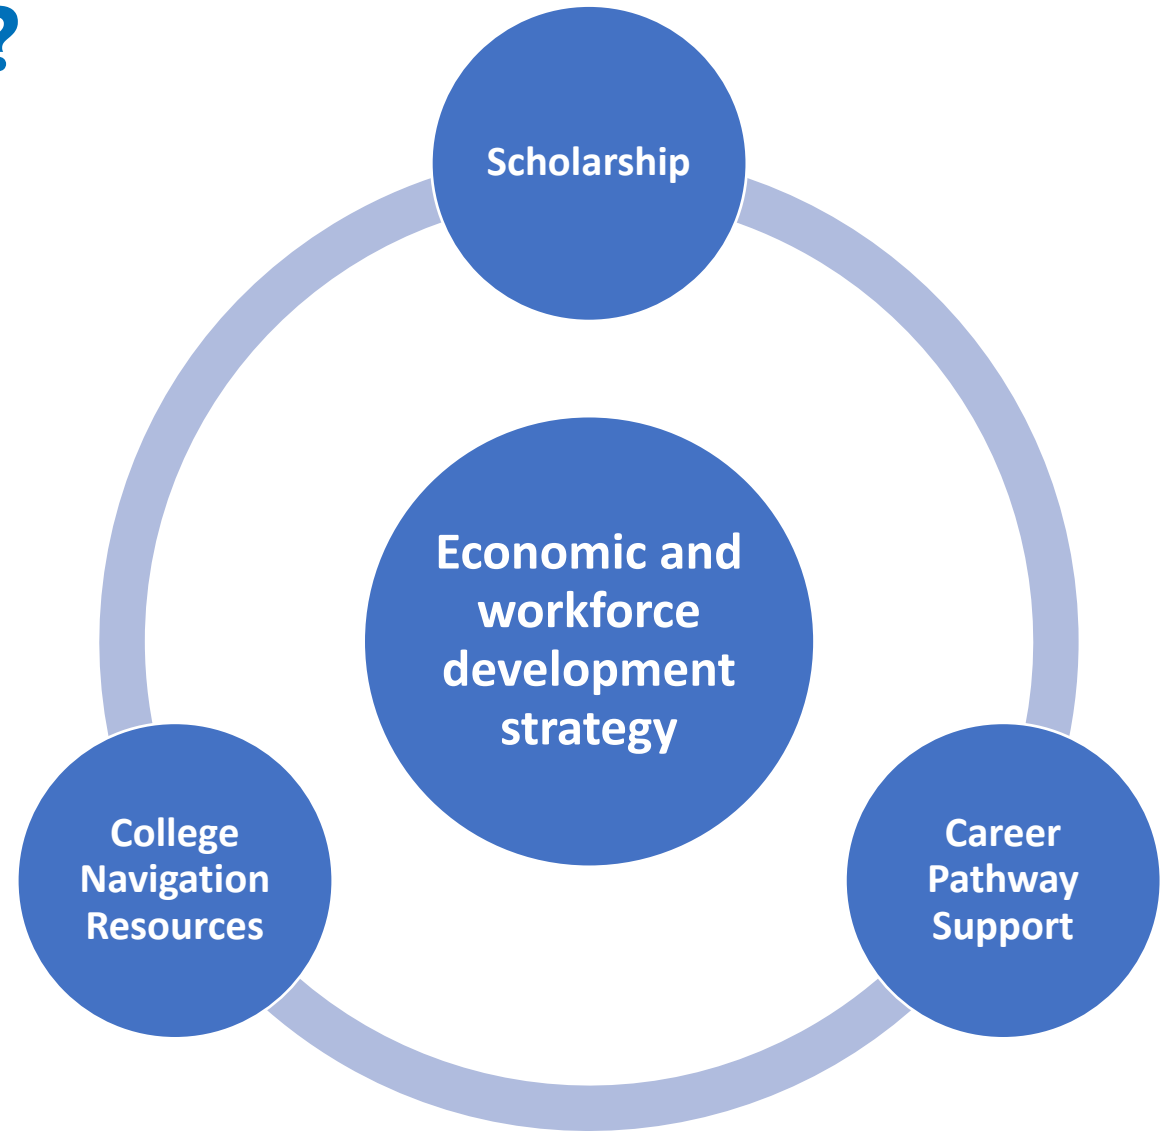 ?
Scholarship
Economic and
workforce
development
strategy
College
Navigation
Resources
Career
Pathway
Support